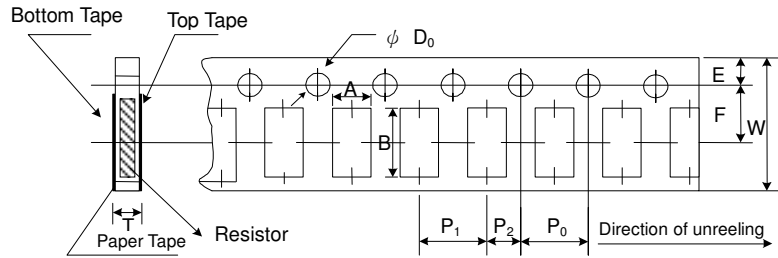 Bottom Tape
Top Tape
ϕ D₀
E
A
F
W
B
T
P₁
P₂
P₀
Direction of unreeling
Resistor
Paper Tape